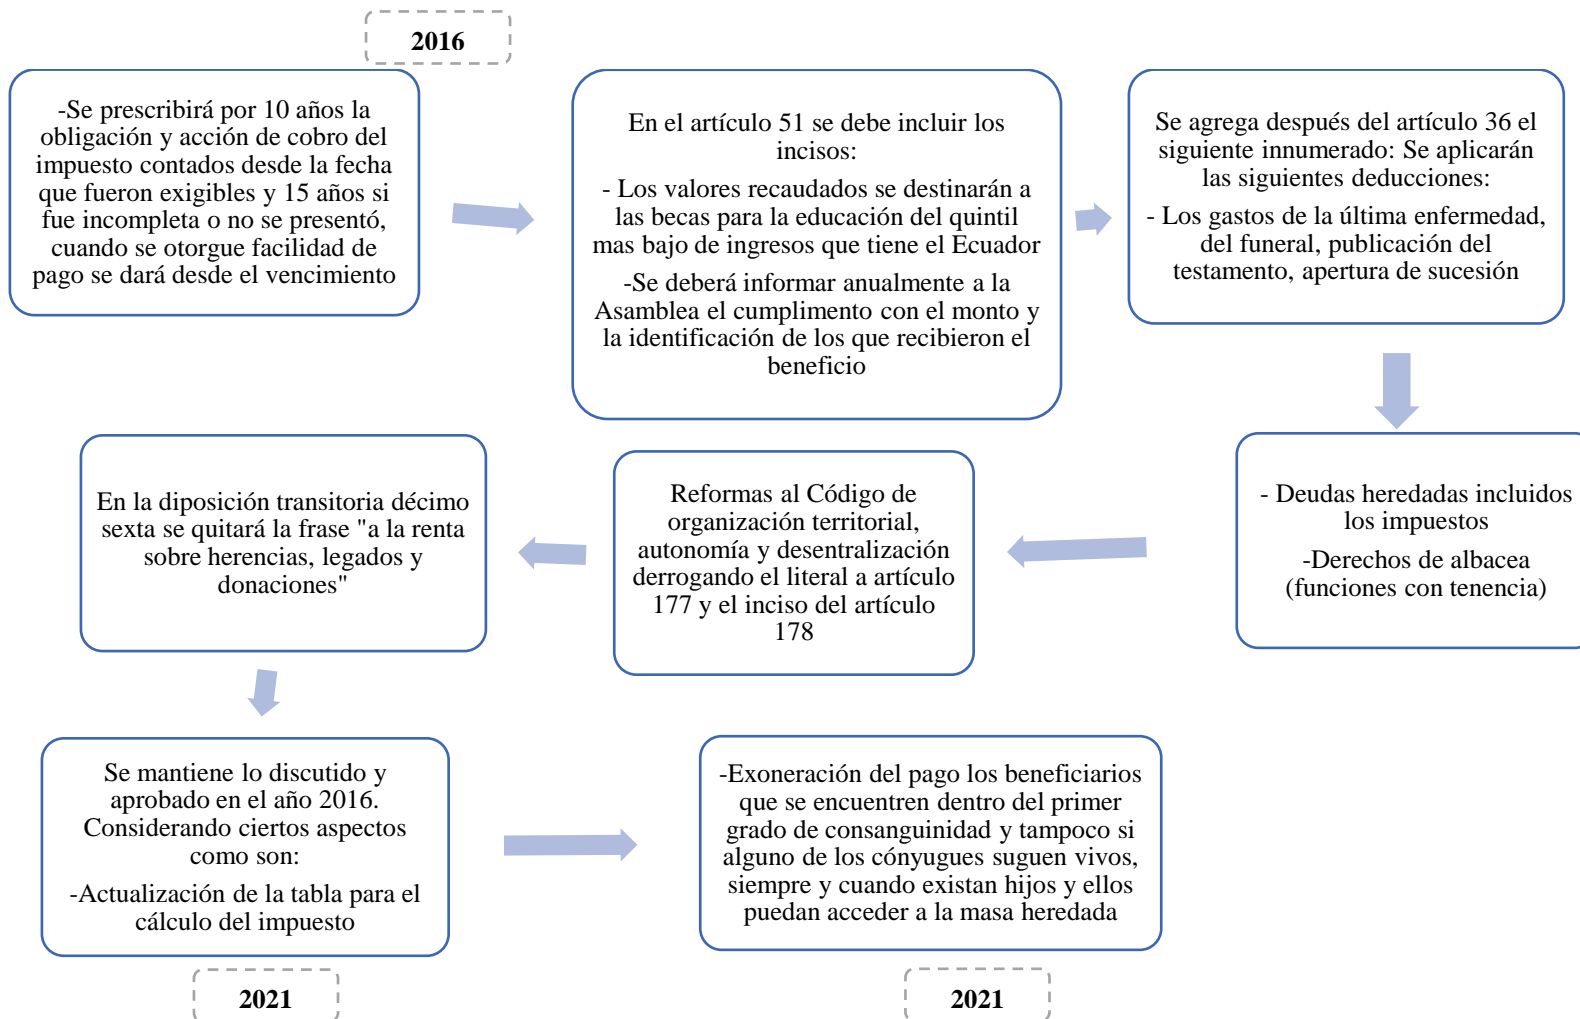 2016
-Se prescribirá por 10 años la
obligación y acción de cobro del
impuesto contados desde la fecha
que fueron exigibles y 15 años si
fue incompleta o no se presentó,
cuando se otorgue facilidad de
pago se dará desde el vencimiento
En el artículo 51 se debe incluir los
incisos:
- Los valores recaudados se destinarán a
las becas para la educación del quintil
mas bajo de ingresos que tiene el Ecuador
-Se deberá informar anualmente a la
Asamblea el cumplimento con el monto y
la identificación de los que recibieron el
beneficio
Se agrega después del artículo 36 el
siguiente innumerado: Se aplicarán
las siguientes deducciones:
- Los gastos de la última enfermedad,
del funeral, publicación del
testamento, apertura de sucesión
- Deudas heredadas incluidos
los impuestos
-Derechos de albacea
(funciones con tenencia)
Reformas al Código de
organización territorial,
autonomía y desentralización
derrogando el literal a artículo
177 y el inciso del artículo
178
En la diposición transitoria décimo
sexta se quitará la frase "a la renta
sobre herencias, legados y
donaciones"
Se mantiene lo discutido y
aprobado en el año 2016.
Considerando ciertos aspectos
como son:
-Actualización de la tabla para el
cálculo del impuesto
2021
-Exoneración del pago los beneficiarios
que se encuentren dentro del primer
grado de consanguinidad y tampoco si
alguno de los cónyugues suguen vivos,
siempre y cuando existan hijos y ellos
puedan acceder a la masa heredada
2021